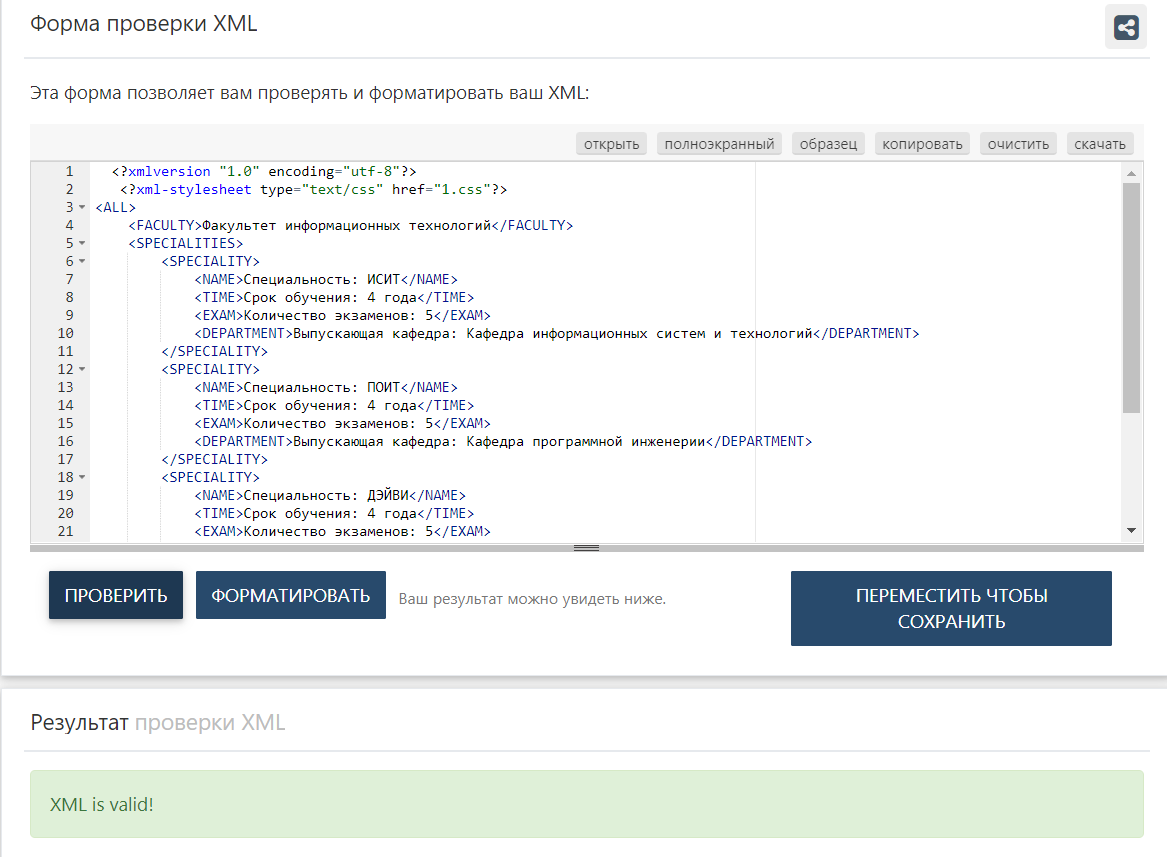 Форма проверки XML
Эта форма позволяет вам проверять и форматировать ваш XML:
открыть полноэкранный образец копировать очистить скачать
1 <?xmlversion "1.0" encoding="utf-8"?>
2 <?xml-stylesheet type="text/css" href="1.css"?>
3 <ALL>
4 <FACULTY>Факультет информационных технологий</FACULTY>
5 <SPECIALITIES>
6 <SPECIALITY>
7 <NAME>Специальность: ИСИТ</NAME>
8 <TIME>Срок обучения: 4 года</TIME>
9 <EXAM>Количество экзаменов: 5</EXAM>
10 <DEPARTMENT>Выпускающая кафедра: Кафедра информационных систем и технологий</DEPARTMENT>
11 </SPECIALITY>
12 <SPECIALITY>
13 <NAME>Специальность: ПОИТ</NAME>
14 <TIME>Срок обучения: 4 года</TIME>
15 <EXAM>Количество экзаменов: 5</EXAM>
16 <DEPARTMENT>Выпускающая кафедра: Кафедра программной инженерии</DEPARTMENT>
17 </SPECIALITY>
18 <SPECIALITY>
19 <NAME>Специальность: ДЭЙВИ</NAME>
20 <TIME>Срок обучения: 4 года</TIME>
21 <EXAM>Количество экзаменов: 5</EXAM>
ПРОВЕРИТЬ ФОРМАТИРОВАТЬ Ваш результат можно увидеть ниже. ПЕРЕМЕСТИТЬ ЧТОБЫ
СОХРАНИТЬ
Результат проверки XML
XML is valid!